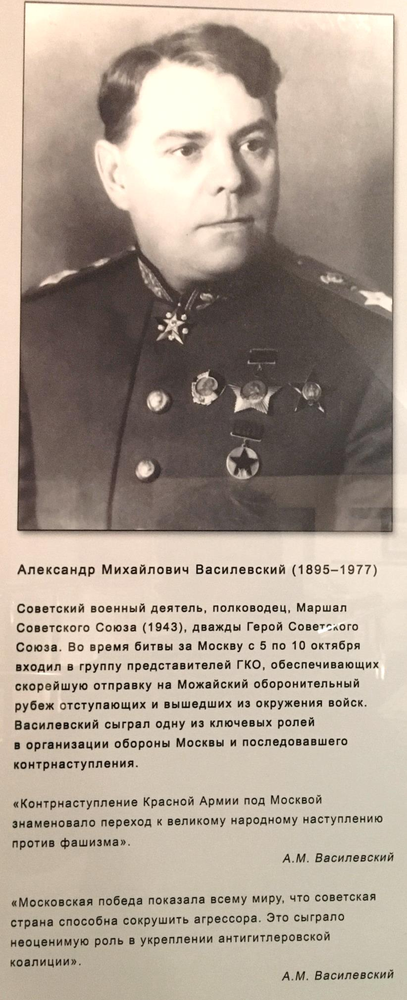 Александр Михайлович Василевский (1895–1977)
Советский военный деятель, полководец, Маршал
Советского Союза (1943), дважды Герой Советского
Союза. Во время битвы за Москву с 5 по 10 октября
входил в группу представителей ГКО, обеспечивающих
скорейшую отправку на Можайский оборонительный
рубеж отступающих и вышедших из окружения войск.
Василевский сыграл одну из ключевых ролей
в организации обороны Москвы и последовавшего
контрнаступления.
«Контрнаступление Красной Армии под Москвой
знаменовало переход к великому народному наступлению
против фашизма».
А.М. Василевский
«Московская победа показала всему миру, что советская
страна способна сокрушить агрессора. Это сыграло
неоценимую роль в укреплении антигитлеровской
коалиции».
А.М. Василевский